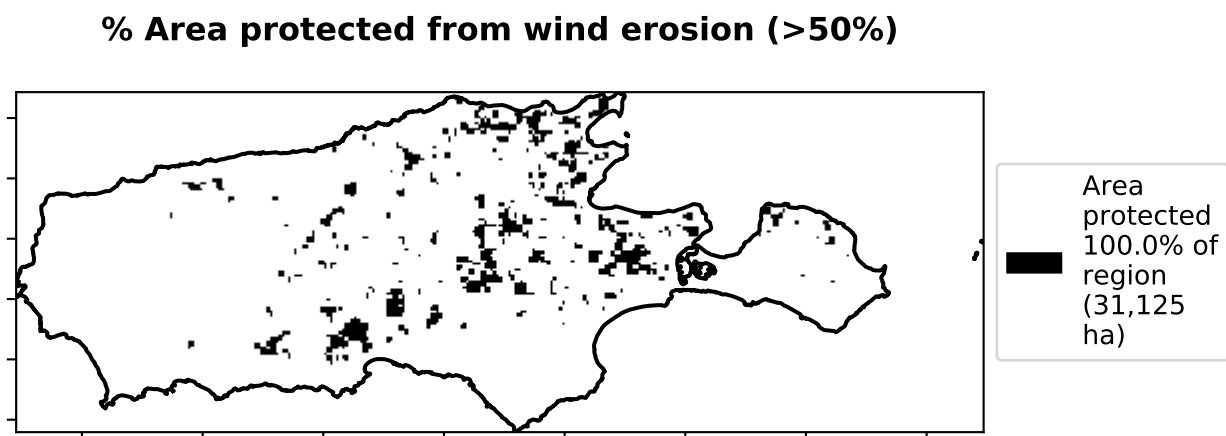 % Area protected from wind erosion (>50%)
Area
protected
100.0% of
region
(31,125
ha)